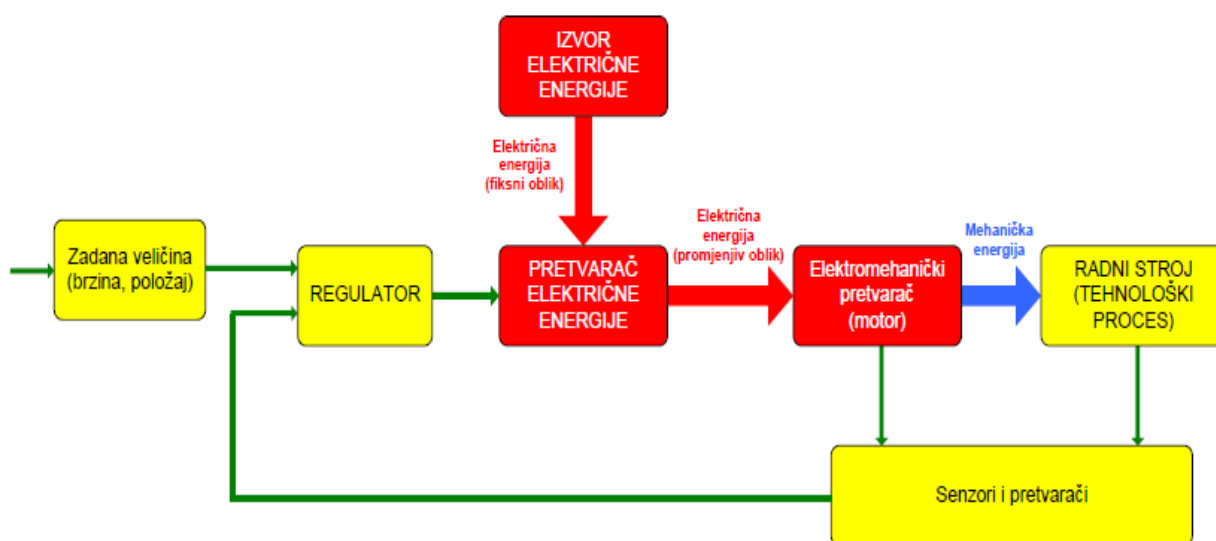 IZVOR
ELEKTRIČNE
ENERGIJE
Električna
energija
(fiksni oblik)
Zadana veličina
(brzina, položaj)
REGULATOR
PRETVARAČ
ELEKTRIČNE
ENERGIJE
Električna
energija
(promjenjiv oblik)
Elektromehanički
pretvarač
(motor)
Mehanička
energija
RADNI STROJ
(TEHNOLOŠKI
PROCES)
Senzori i pretvarači